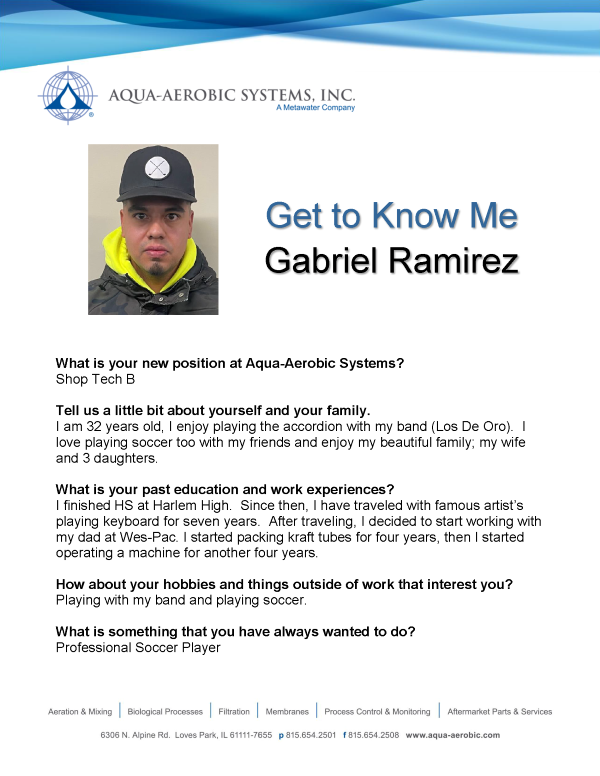 AQUA-AEROBIC SYSTEMS, INC.
A Metawater Company
®
Get to Know Me
Gabriel Ramirez
What is your new position at Aqua-Aerobic Systems?
Shop Tech B
Tell us a little bit about yourself and your family.
I am 32 years old, I enjoy playing the accordion with my band (Los De Oro).  I
love playing soccer too with my friends and enjoy my beautiful family; my wife
and 3 daughters.
What is your past education and work experiences?
I finished HS at Harlem High.  Since then, I have traveled with famous artist’s
playing keyboard for seven years.  After traveling, I decided to start working with
my dad at Wes-Pac. I started packing kraft tubes for four years, then I started
operating a machine for another four years.
How about your hobbies and things outside of work that interest you?
Playing with my band and playing soccer.
What is something that you have always wanted to do?
Professional Soccer Player
Aeration & Mixing | Biological Processes | Filtration | Membranes | Process Control & Monitoring | Aftermarket Parts & Services
6306 N. Alpine Rd.  Loves Park, IL 61111-7655  p 815.654.2501  f 815.654.2508  www.aqua-aerobic.com